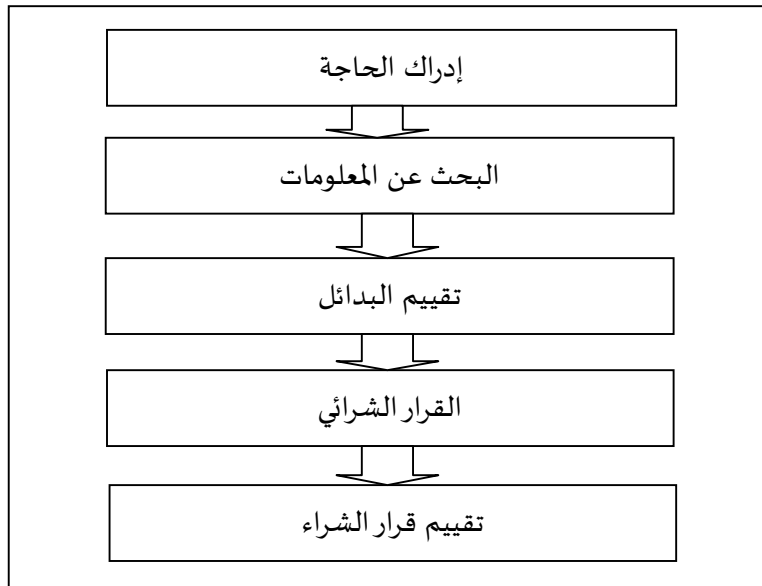 إدراك الحاجة
البحث عن المعلومات
تقييم البدائل
القرار الشرائي
تقييم قرار الشراء